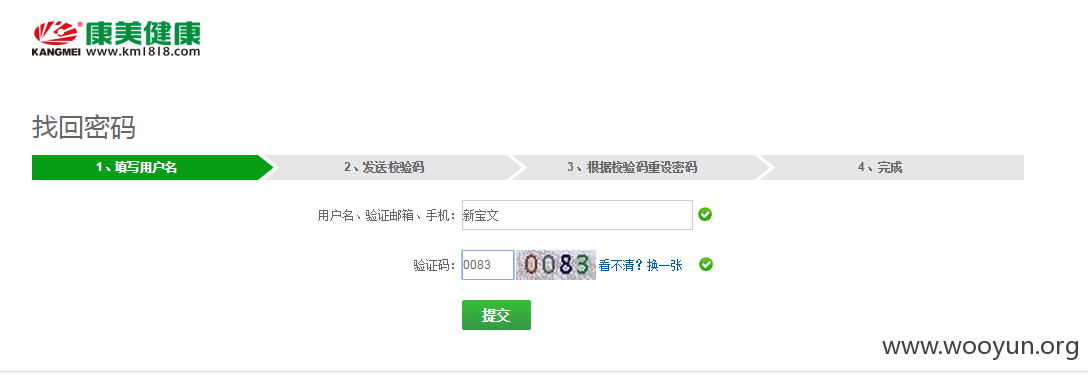 康美健康
KANGMEI www.km1818.com
找回密码
1、填写用户名 2、发送校验码 3、根据校验码重设密码 4、完成
用户名、验证邮箱、手机： 新宝文
验证码： 0083 0083 看不清？换一张
提交
www.wooyun.org